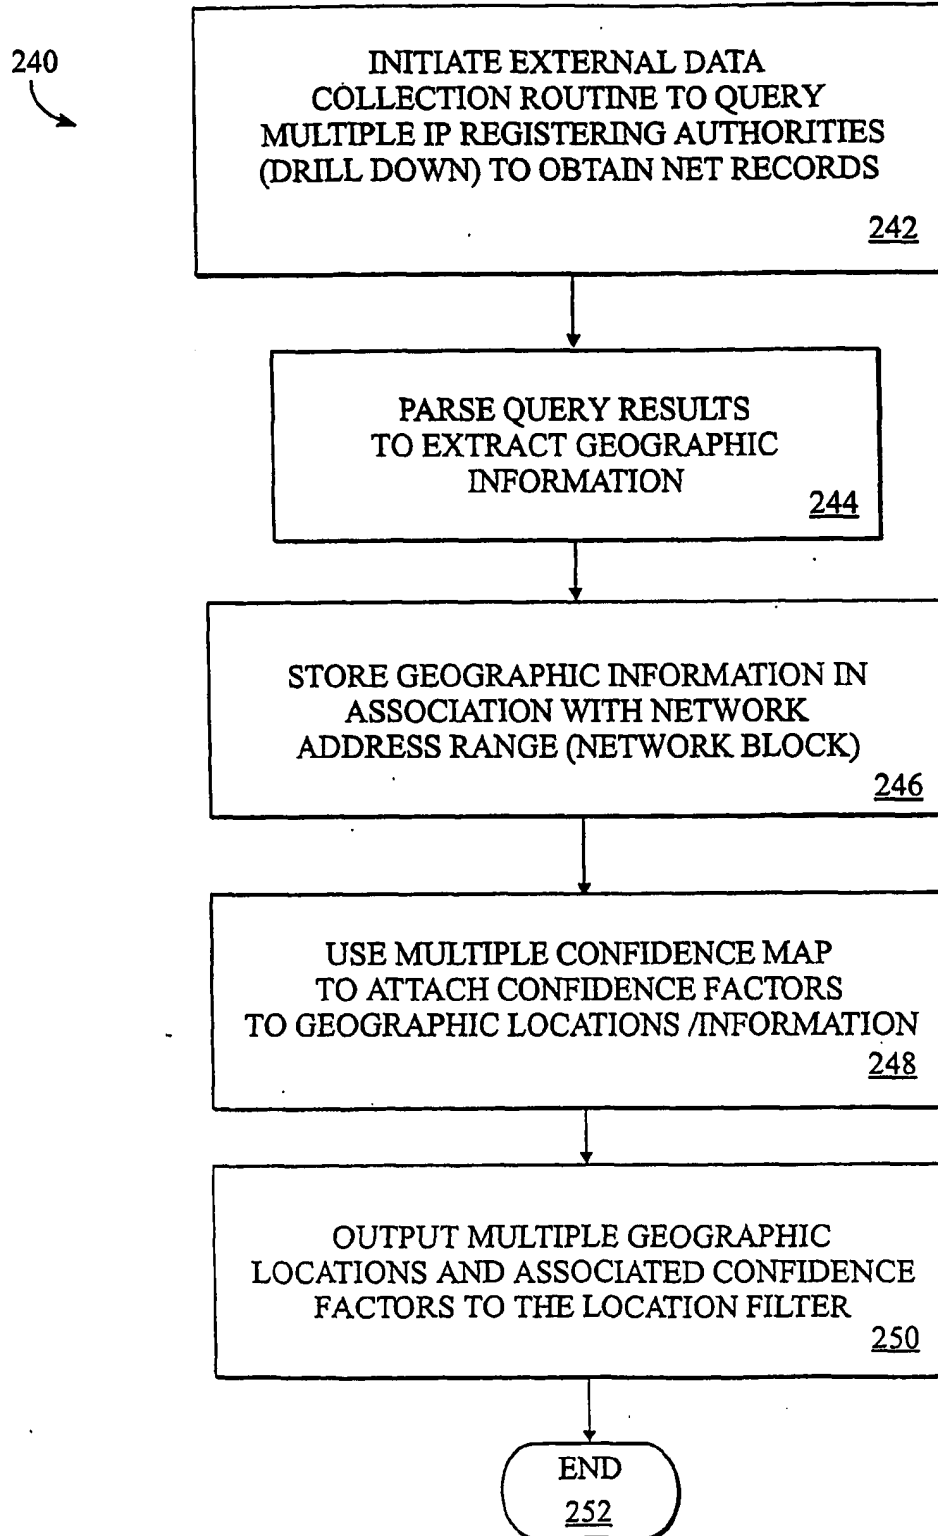 240
INITIATE EXTERNAL DATA
COLLECTION ROUTINE TO QUERY
MULTIPLE IP REGISTERING AUTHORITIES
(DRILL DOWN) TO OBTAIN NET RECORDS
242
PARSE QUERY RESULTS
TO EXTRACT GEOGRAPHIC
INFORMATION
244
STORE GEOGRAPHIC INFORMATION IN
ASSOCIATION WITH NETWORK
ADDRESS RANGE (NETWORK BLOCK)
246
USE MULTIPLE CONFIDENCE MAP
TO ATTACH CONFIDENCE FACTORS
TO GEOGRAPHIC LOCATIONS /INFORMATION
248
OUTPUT MULTIPLE GEOGRAPHIC
LOCATIONS AND ASSOCIATED CONFIDENCE
FACTORS TO THE LOCATION FILTER
250
END
252